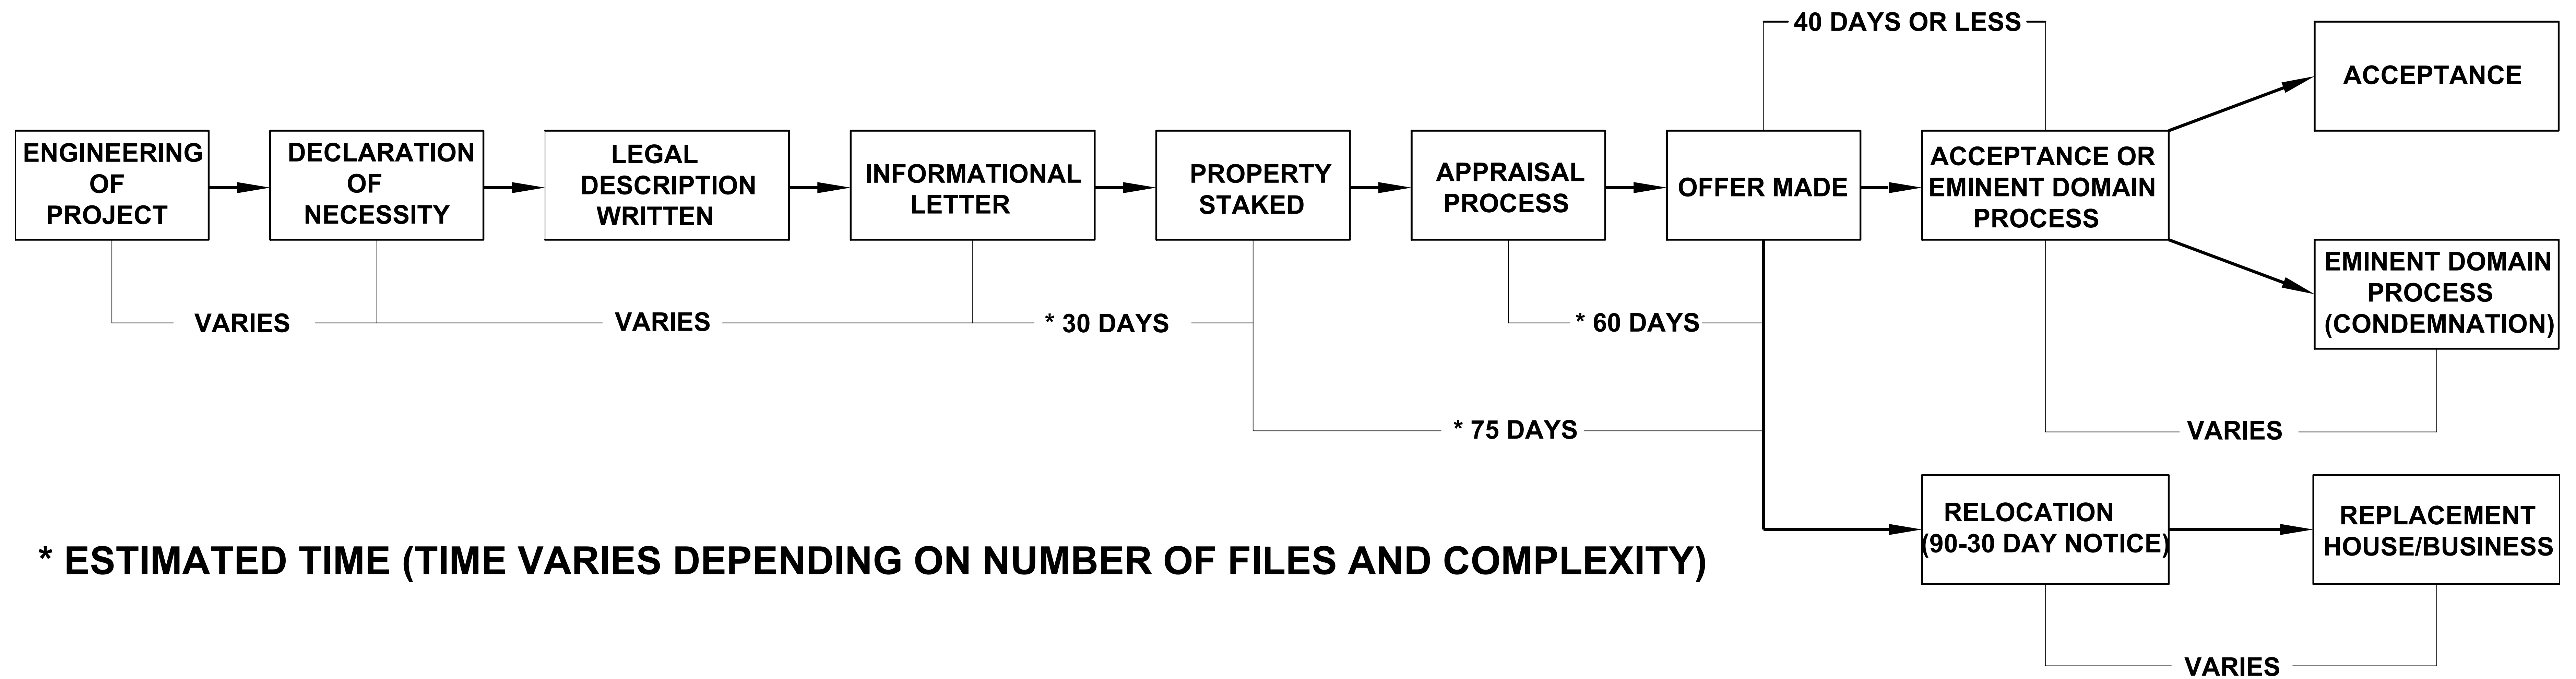 40 DAYS OR LESS
ACCEPTANCE
ENGINEERING
OF
PROJECT
DECLARATION
OF
NECESSITY
LEGAL
DESCRIPTION
WRITTEN
INFORMATIONAL
LETTER
PROPERTY
STAKED
APPRAISAL
PROCESS
OFFER MADE
ACCEPTANCE OR
EMINENT DOMAIN
PROCESS
EMINENT DOMAIN
PROCESS
(CONDEMNATION)
VARIES
VARIES
* 30 DAYS
* 60 DAYS
* 75 DAYS
VARIES
RELOCATION
(90-30 DAY NOTICE)
REPLACEMENT
HOUSE/BUSINESS
* ESTIMATED TIME (TIME VARIES DEPENDING ON NUMBER OF FILES AND COMPLEXITY)
VARIES